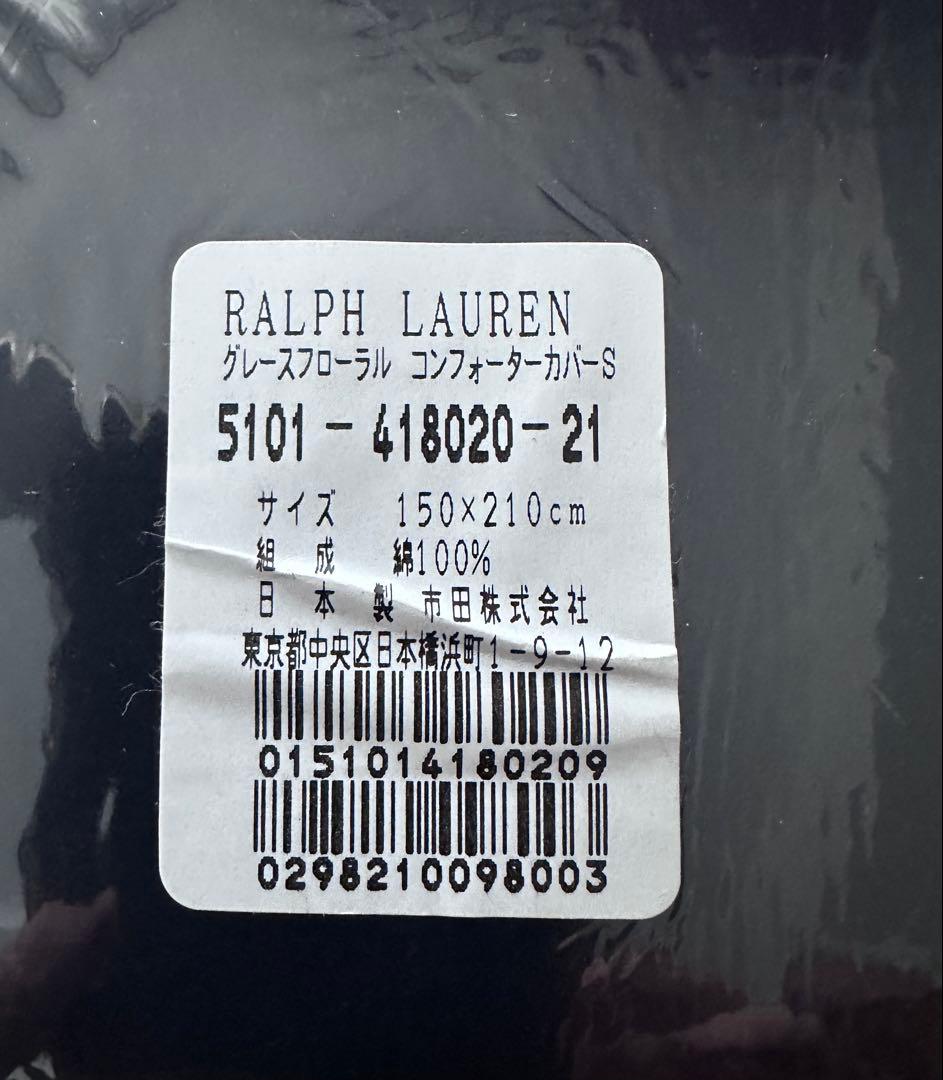 RALPH LAUREN
グレースフローラル コンフォーターカバーS
5101-418020-21
サイズ 150×210cm
組成 綿100%
日本製 市田株式会社
東京都中央区日本橋浜町1-9-12
0151014180209
0298210098003